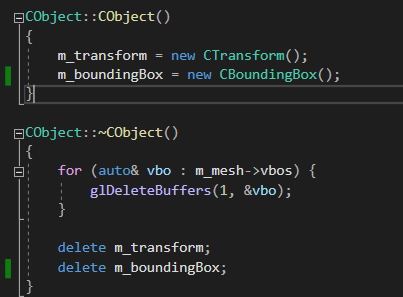 CObject::CObject()
{
m_transform = new CTransform();
m_boundingBox = new CBoundingBox();
}
CObject::~CObject()
{
for (auto& vbo : m_mesh->vbos) {
glDeleteBuffers(1, &vbo);
}
delete m_transform;
delete m_boundingBox;
}